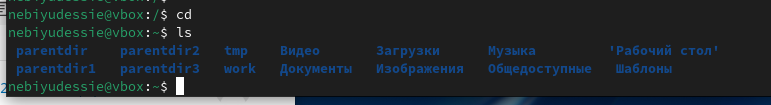 nebiyudessie@vbox:/$ cd
nebiyudessie@vbox:~$ ls
parentdir parentdir2 tmp Видео Загрузки Музыка 'Рабочий стол'
parentdir1 parentdir3 work Документы Изображения Общедоступные Шаблоны
nebiyudessie@vbox:~$